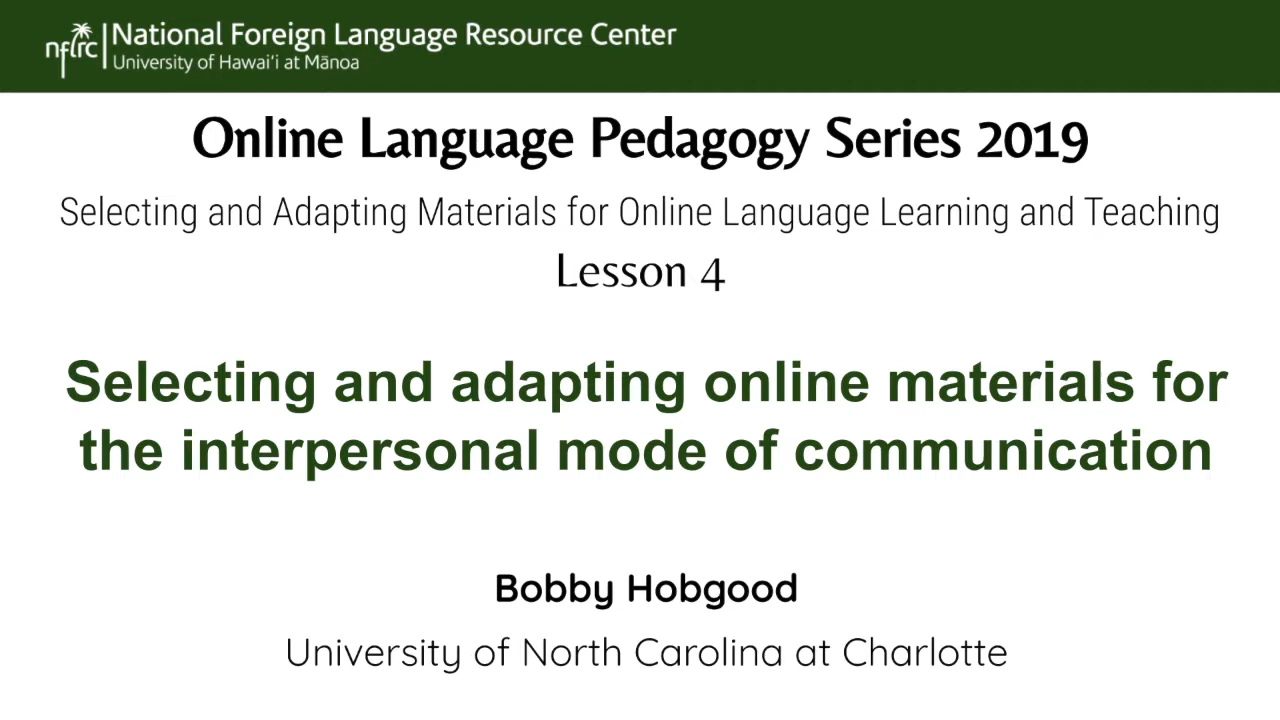 nflrc
National Foreign Language Resource Center
University of Hawai‘i at Mānoa
Online Language Pedagogy Series 2019
Selecting and Adapting Materials for Online Language Learning and Teaching
Lesson 4
Selecting and adapting online materials for
the interpersonal mode of communication
Bobby Hobgood
University of North Carolina at Charlotte